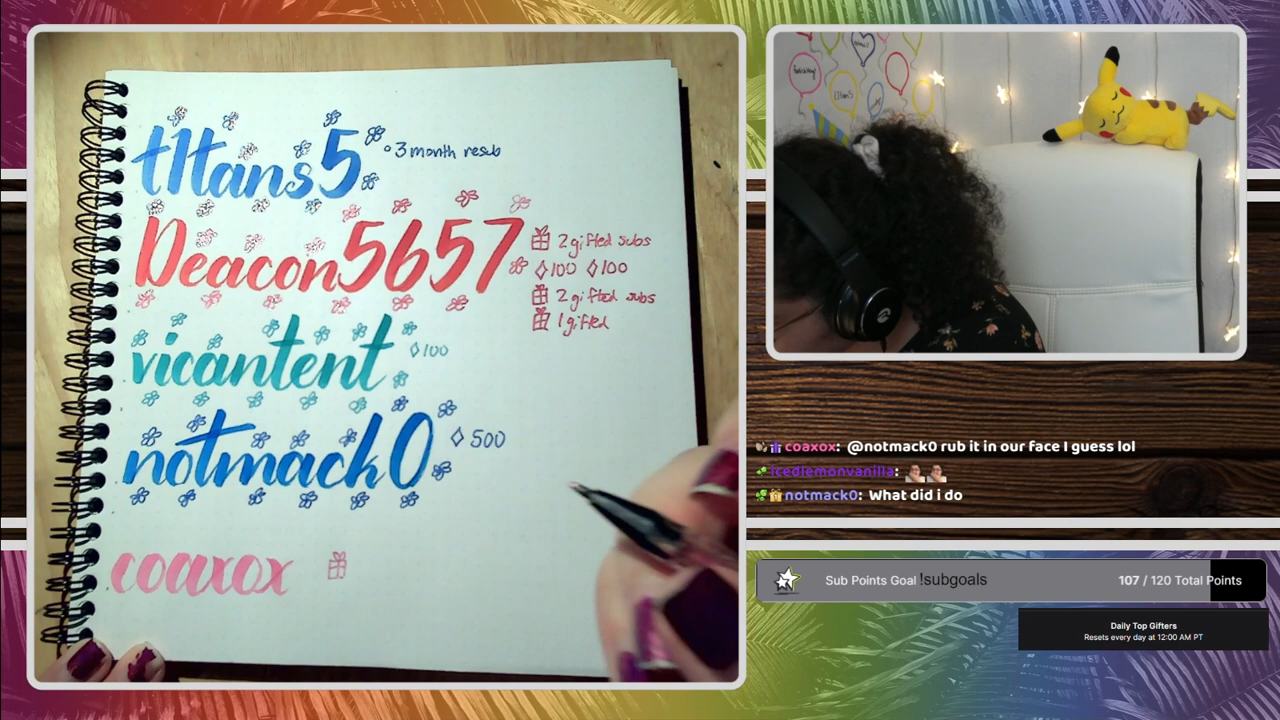 t1tans5
3 month resub
Deacon5657
2 gifted subs
100 100
2 gifted subs
1 gifted
vicantent
100
notmack0
500
coaxox
t1tans5
coaxox: @notmack0 rub it in our face I guess lol
icedlemonvanilla:
notmack0: What did i do
Sub Points Goal !subgoals
107 / 120 Total Points
Daily Top Gifters
Resets every day at 12:00 AM PT